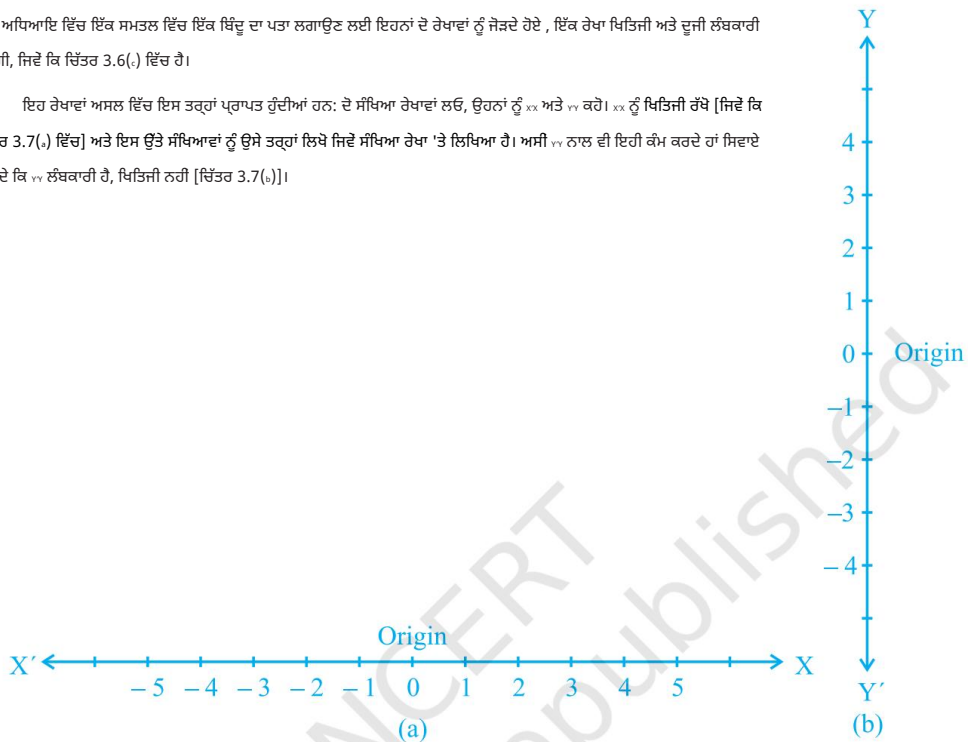 ਅਧਿਆਇ ਵਿੱਚ ਇੱਕ ਸਮਤਲ ਵਿੱਚ ਇੱਕ ਬਿੰਦੂ ਦਾ ਪਤਾ ਲਗਾਉਣ ਲਈ ਇਹਨਾਂ ਦੋ ਰੇਖਾਵਾਂ ਨੂੰ ਜੋੜਦੇ ਹੋਏ , ਇੱਕ ਰੇਖਾ ਖਿਤਿਜੀ ਅਤੇ ਦੂਜੀ ਲੰਬਕਾਰੀ
ਜਿਵੇਂ ਕਿ ਚਿੱਤਰ 3.6(c) ਵਿੱਚ ਹੈ।
ਇਹ ਰੇਖਾਵਾਂ ਅਸਲ ਵਿੱਚ ਇਸ ਤਰ੍ਹਾਂ ਪ੍ਰਾਪਤ ਹੁੰਦੀਆਂ ਹਨ: ਦੋ ਸੰਖਿਆ ਰੇਖਾਵਾਂ ਲਓ, ਉਹਨਾਂ ਨੂੰ XX ਅਤੇ YY ਕਹੋ। XX ਨੂੰ ਖਿਤਿਜੀ ਰੱਖੋ [ਜਿਵੇਂ ਕਿ
3.7(a) ਵਿੱਚ] ਅਤੇ ਇਸ ਉੱਤੇ ਸੰਖਿਆਵਾਂ ਨੂੰ ਉਸੇ ਤਰ੍ਹਾਂ ਲਿਖੋ ਜਿਵੇਂ ਸੰਖਿਆ ਰੇਖਾ 'ਤੇ ਲਿਖਿਆ ਹੈ। ਅਸੀ YY ਨਾਲ ਵੀ ਇਹੀ ਕੰਮ ਕਰਦੇ ਹਾਂ ਸਿਵਾਏ
ਕਿ YY ਲੰਬਕਾਰੀ ਹੈ, ਖਿਤਿਜੀ ਨਹੀ [ਚਿੱਤਰ 3.7(b)]।
Y
4
3
2
1
0 Origin
–1
–2
–3
– 4
Y´
(b)
Origin
X´ X
– 5 – 4 – 3 – 2 – 1 0 1 2 3 4 5
(a)
NCERT
republished